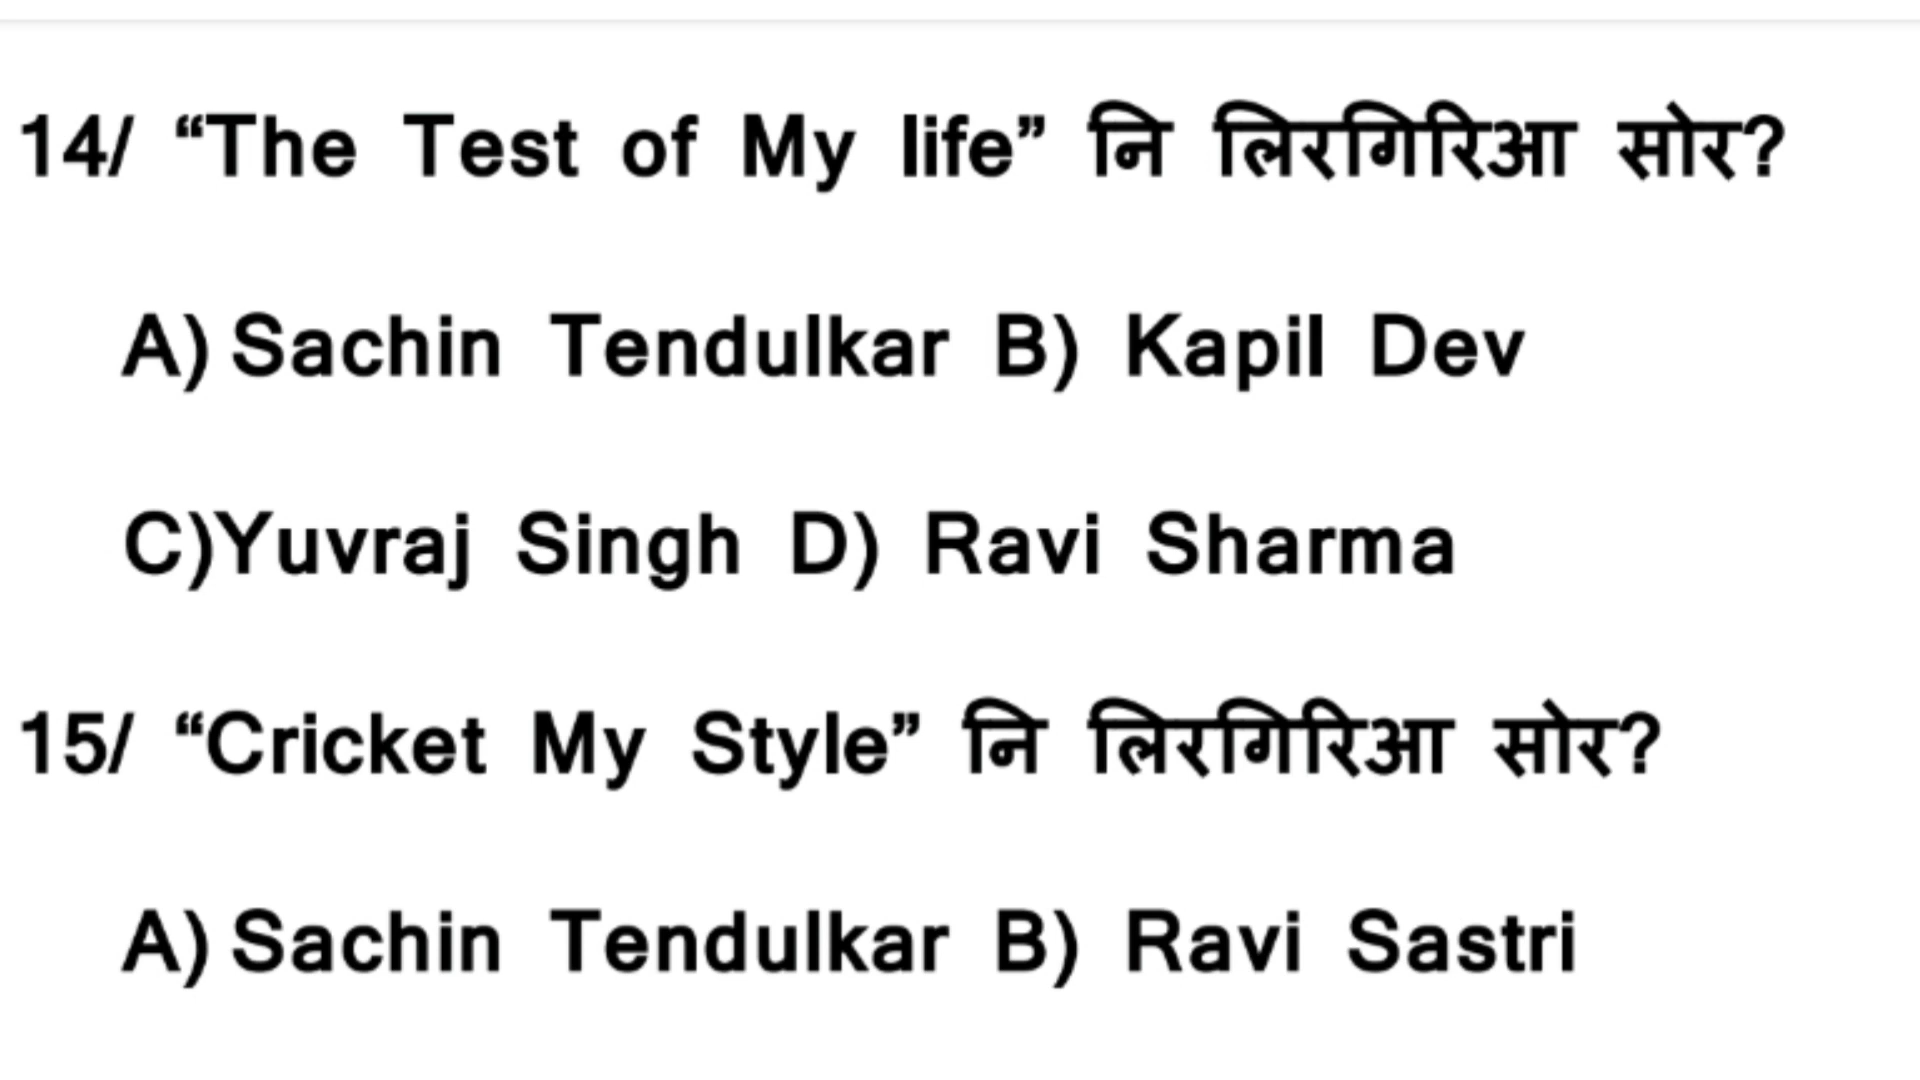 14/ “The Test of My life” नि लिरगिरिआ सोर?
A) Sachin Tendulkar B) Kapil Dev
C)Yuvraj Singh D) Ravi Sharma
15/ “Cricket My Style” नि लिरगिरिआ सोर?
A) Sachin Tendulkar B) Ravi Sastri